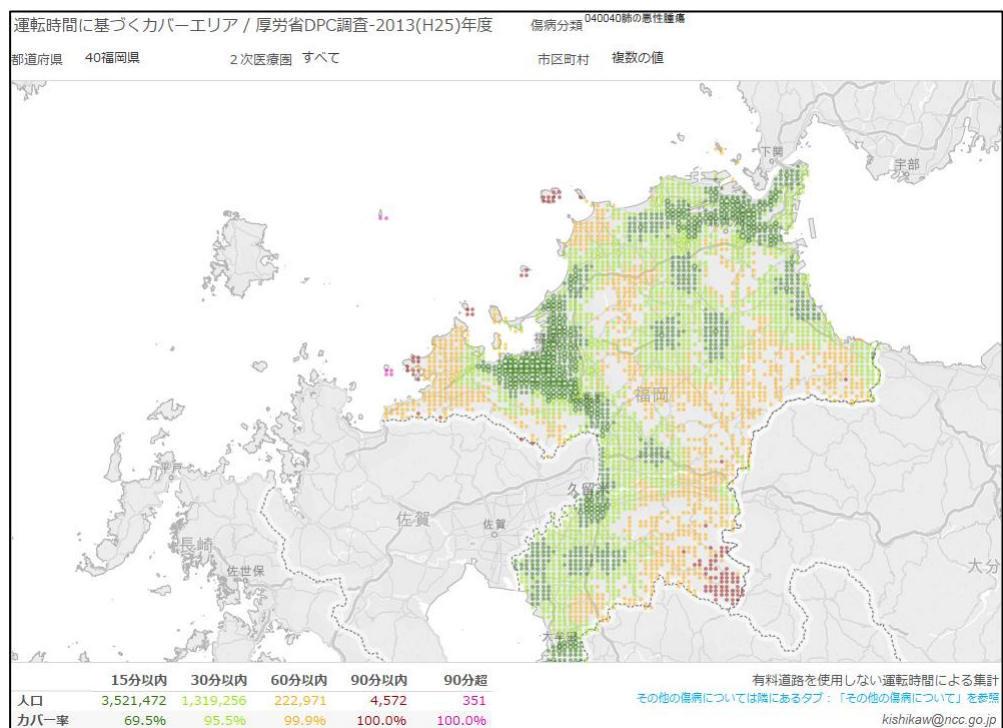 運転時間に基づくカバーエリア / 厚労省DPC調査-2013(H25)年度
傷病分類 040040肺の悪性腫瘍
都道府県 40福岡県 2次医療圏 すべて 市区町村 複数の値
下関
宇部
福岡
平戸
久留米
佐賀
佐賀
長崎
佐世保
大分
大牟田
15分以内 30分以内 60分以内 90分以内 90分超
人口 3,521,472 1,319,256 222,971 4,572 351
カバー率 69.5% 95.5% 99.9% 100.0% 100.0%
有料道路を使用しない運転時間による集計
その他の傷病については隣にあるタブ：「その他の傷病について」を参照
kishikaw@ncc.go.jp